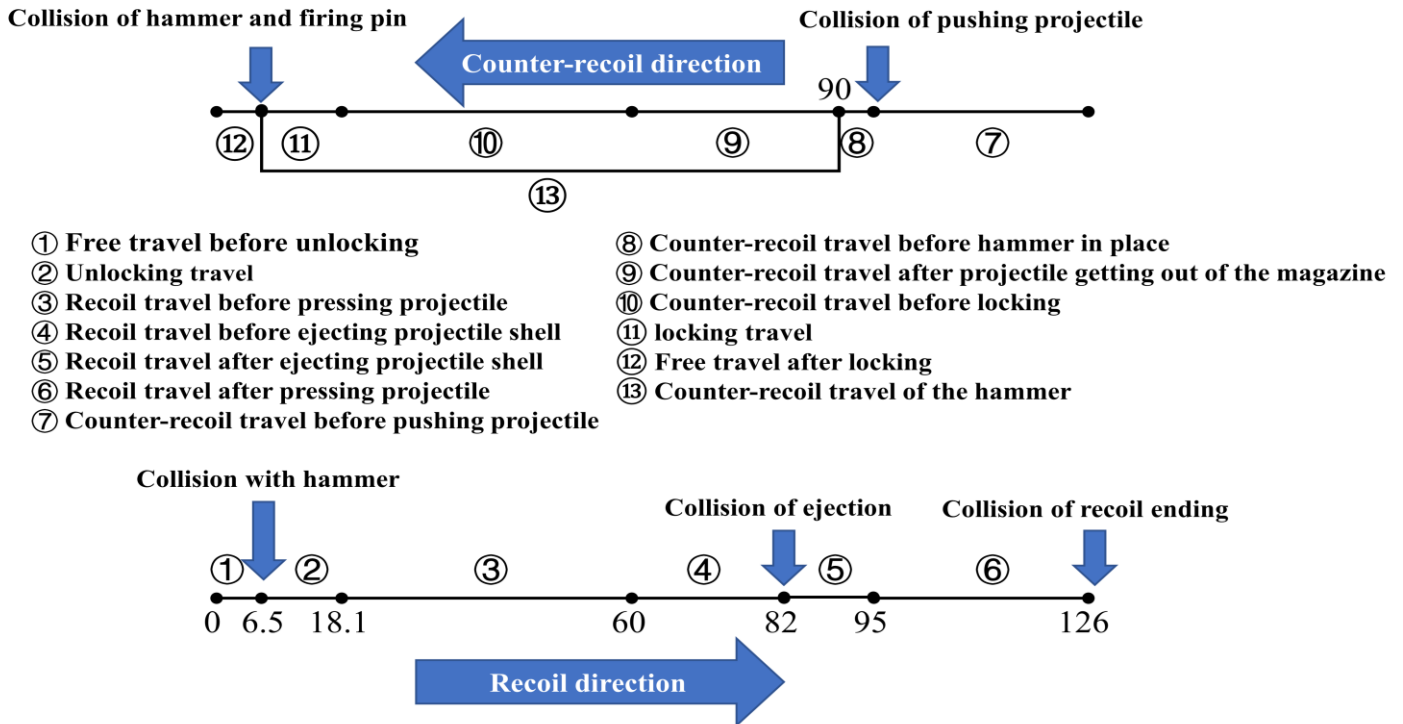 Collision of hammer and firing pin
Collision of pushing projectile
Counter-recoil direction
90
⑫ ⑪ ⑩ ⑨ ⑧ ⑦
⑬
① Free travel before unlocking
② Unlocking travel
③ Recoil travel before pressing projectile
④ Recoil travel before ejecting projectile shell
⑤ Recoil travel after ejecting projectile shell
⑥ Recoil travel after pressing projectile
⑦ Counter-recoil travel before pushing projectile
⑧ Counter-recoil travel before hammer in place
⑨ Counter-recoil travel after projectile getting out of the magazine
⑩ Counter-recoil travel before locking
⑪ locking travel
⑫ Free travel after locking
⑬ Counter-recoil travel of the hammer
Collision with hammer
Collision of ejection
Collision of recoil ending
① ② ③ ④ ⑤ ⑥
0 6.5 18.1 60 82 95 126
Recoil direction